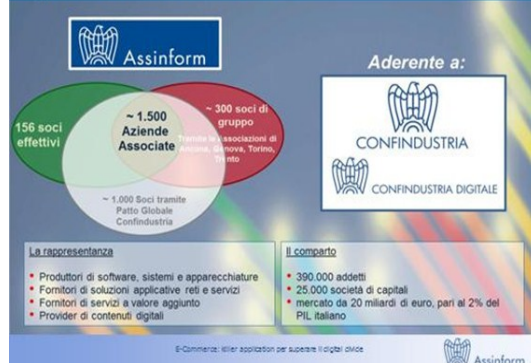 Assinform
Aderente a:
156 soci
effettivi
~ 1.500
Aziende
Associate
~ 300 soci di
gruppo
Tramite le Associazioni di
Ancona, Genova, Torino,
Trento
~ 1.000 Soci tramite
Patto Globale
Confindustria
CONFINDUSTRIA
CONFINDUSTRIA DIGITALE
La rappresentanza
• Produttori di software, sistemi e apparecchiature
• Fornitori di soluzioni applicative reti e servizi
• Fornitori di servizi a valore aggiunto
• Provider di contenuti digitali
Il comparto
• 390.000 addetti
• 25.000 società di capitali
• mercato da 20 miliardi di euro, pari al 2% del
PIL italiano
E-Commerce: killer application per superare il digital divide
Assinform